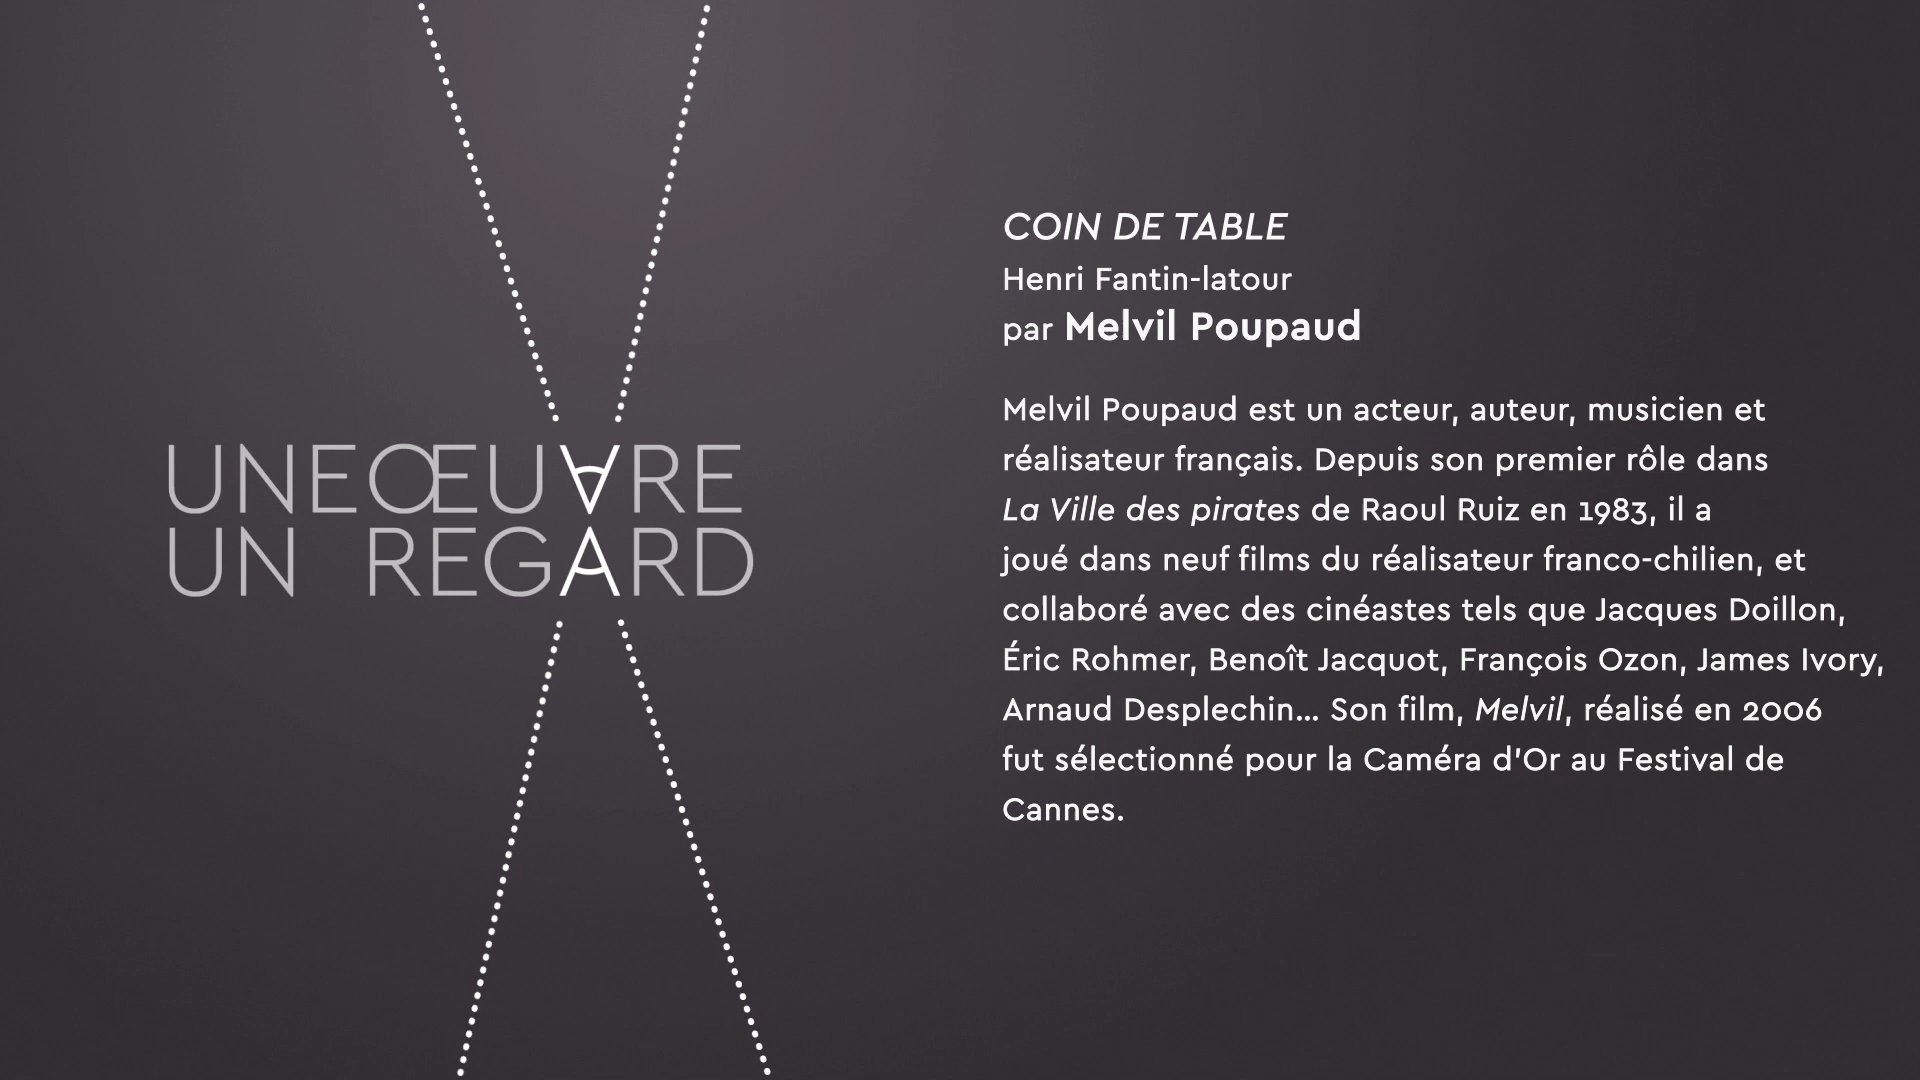 UNE ŒUVRE
UN REGARD
COIN DE TABLE
Henri Fantin-latour
par Melvil Poupaud
Melvil Poupaud est un acteur, auteur, musicien et
réalisateur français. Depuis son premier rôle dans
La Ville des pirates de Raoul Ruiz en 1983, il a
joué dans neuf films du réalisateur franco-chilien, et
collaboré avec des cinéastes tels que Jacques Doillon,
Éric Rohmer, Benoît Jacquot, François Ozon, James Ivory,
Arnaud Desplechin... Son film, Melvil, réalisé en 2006
fut sélectionné pour la Caméra d'Or au Festival de
Cannes.